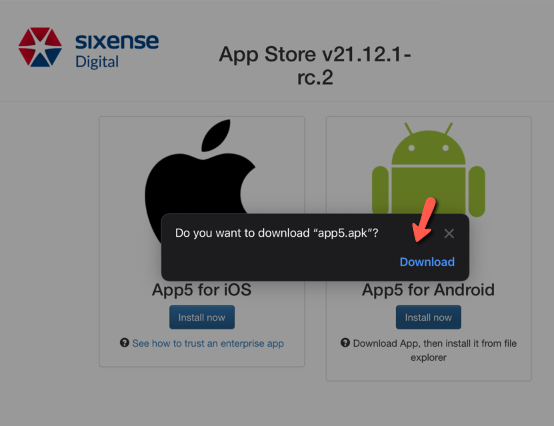 sixense
Digital
App Store v21.12.1-
rc.2
Do you want to download “app5.apk”?
Download
App5 for iOS
Install now
See how to trust an enterprise app
App5 for Android
Install now
Download App, then install it from file
explorer